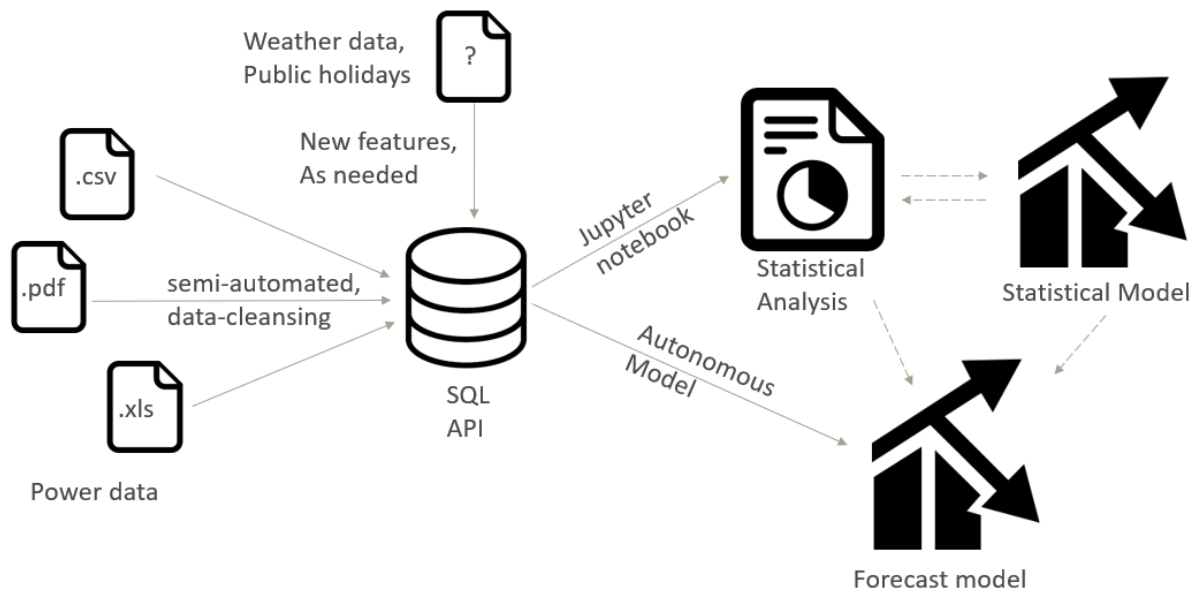 Weather data,
Public holidays
?
New features,
As needed
.csv
.pdf
semi-automated,
data-cleansing
.xls
Power data
SQL
API
Jupyter
notebook
Autonomous
Model
Statistical
Analysis
Statistical Model
Forecast model